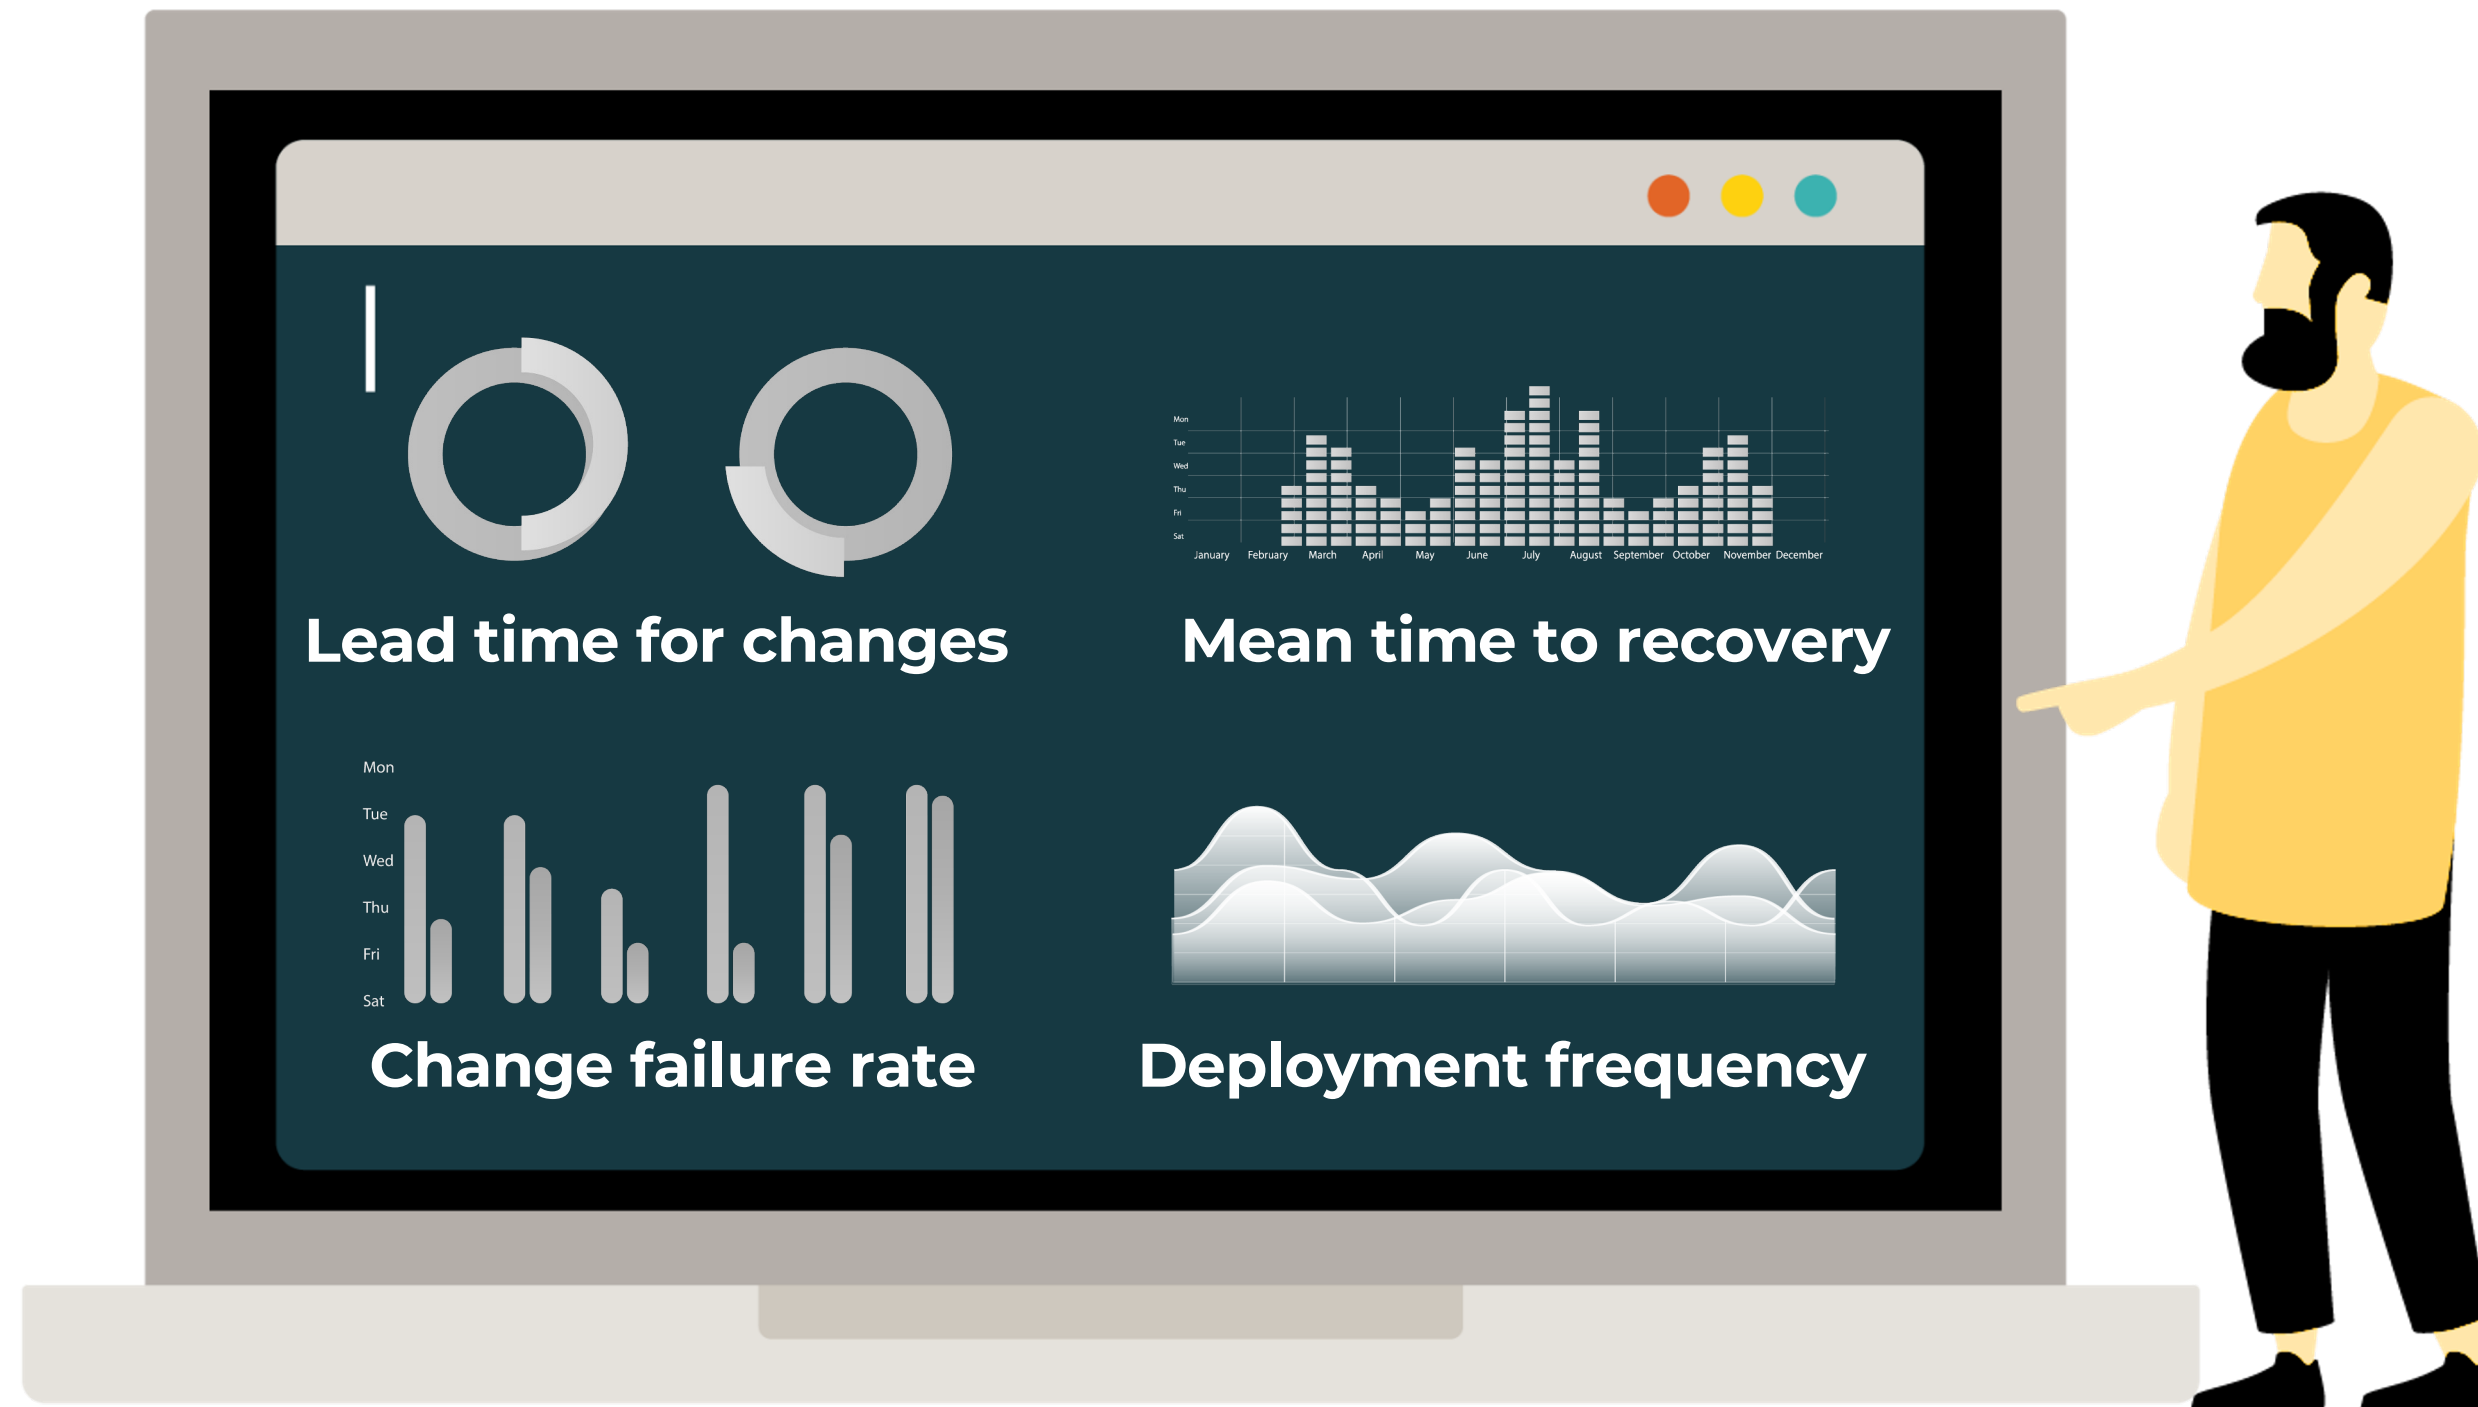 Mon
Tue
Wed
Thu
Fri
Sat
January February March April May June July August September October November December
Lead time for changes
Mean time to recovery
Mon
Tue
Wed
Thu
Fri
Sat
Change failure rate
Deployment frequency